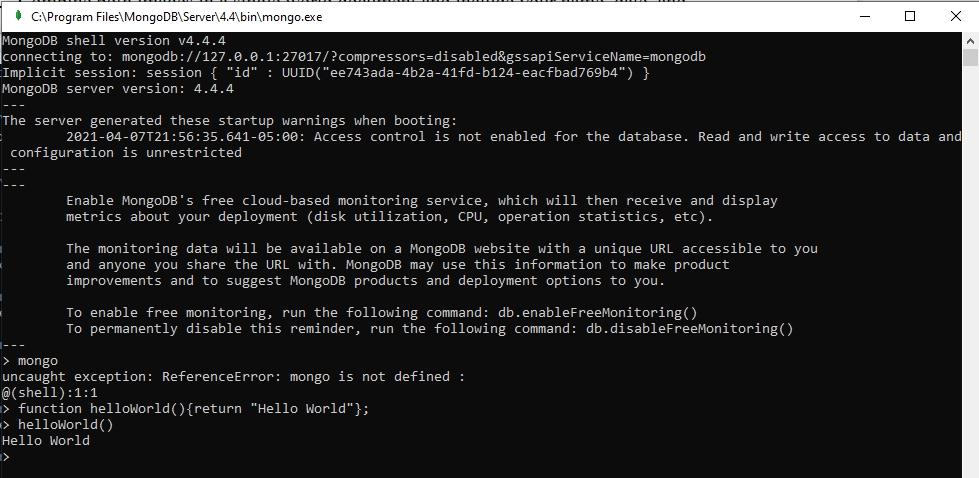 C:\Program Files\MongoDB\Server\4.4\bin\mongo.exe
MongoDB shell version v4.4.4
connecting to: mongodb://127.0.0.1:27017/?compressors=disabled&gssapiServiceName=mongodb
Implicit session: session { "id" : UUID("ee743ada-4b2a-41fd-b124-eacfbad769b4") }
MongoDB server version: 4.4.4
---
The server generated these startup warnings when booting:
        2021-04-07T21:56:35.641-05:00: Access control is not enabled for the database. Read and write access to data and
 configuration is unrestricted
---
---
        Enable MongoDB's free cloud-based monitoring service, which will then receive and display
        metrics about your deployment (disk utilization, CPU, operation statistics, etc).

        The monitoring data will be available on a MongoDB website with a unique URL accessible to you
        and anyone you share the URL with. MongoDB may use this information to make product
        improvements and to suggest MongoDB products and deployment options to you.

        To enable free monitoring, run the following command: db.enableFreeMonitoring()
        To permanently disable this reminder, run the following command: db.disableFreeMonitoring()
---
> mongo
uncaught exception: ReferenceError: mongo is not defined :
@(shell):1:1
> function helloWorld(){return "Hello World"};
> helloWorld()
Hello World
>